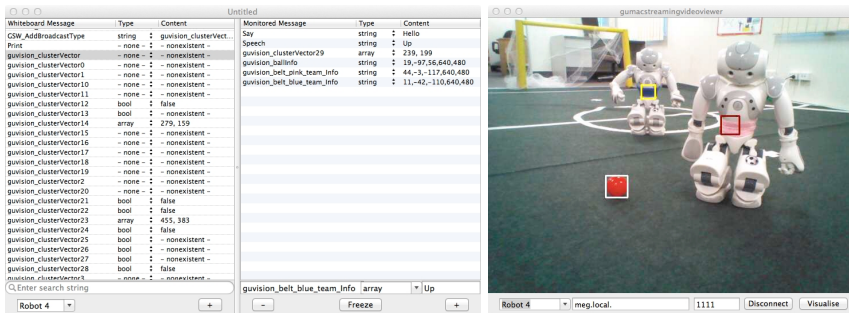 Untitled
Whiteboard Message Type Content
GSW_AddBroadcastType string guvision_clusterVect...
Print - none - - nonexistent -
guvision_clusterVector - none - - nonexistent -
guvision_clusterVector0 - none - - nonexistent -
guvision_clusterVector1 - none - - nonexistent -
guvision_clusterVector10 - none - - nonexistent -
guvision_clusterVector11 - none - - nonexistent -
guvision_clusterVector12 bool false
guvision_clusterVector13 bool - nonexistent -
guvision_clusterVector14 array 279, 159
guvision_clusterVector15 - none - - nonexistent -
guvision_clusterVector16 - none - - nonexistent -
guvision_clusterVector17 - none - - nonexistent -
guvision_clusterVector18 - none - - nonexistent -
guvision_clusterVector19 - none - - nonexistent -
guvision_clusterVector2 - none - - nonexistent -
guvision_clusterVector20 - none - - nonexistent -
guvision_clusterVector21 bool false
guvision_clusterVector22 bool false
guvision_clusterVector23 array 455, 383
guvision_clusterVector24 bool false
guvision_clusterVector25 bool - nonexistent -
guvision_clusterVector26 bool - nonexistent -
guvision_clusterVector27 bool - nonexistent -
guvision_clusterVector28 bool false
guvision_clusterVector3 - none - - nonexistent -
Enter search string
Robot 4 +
Monitored Message Type Content
Say string Hello
Speech string Up
guvision_clusterVector29 array 239, 199
guvision_ballInfo string 19,-97,56,640,480
guvision_belt_pink_team_Info string 44,-3,-117,640,480
guvision_belt_blue_team_Info string 11,-42,-110,640,480
guvision_belt_blue_team_Info array Up
- Freeze +
gumacstreamingvideoviewer
Robot 4 meg.local. 1111 Disconnect Visualise